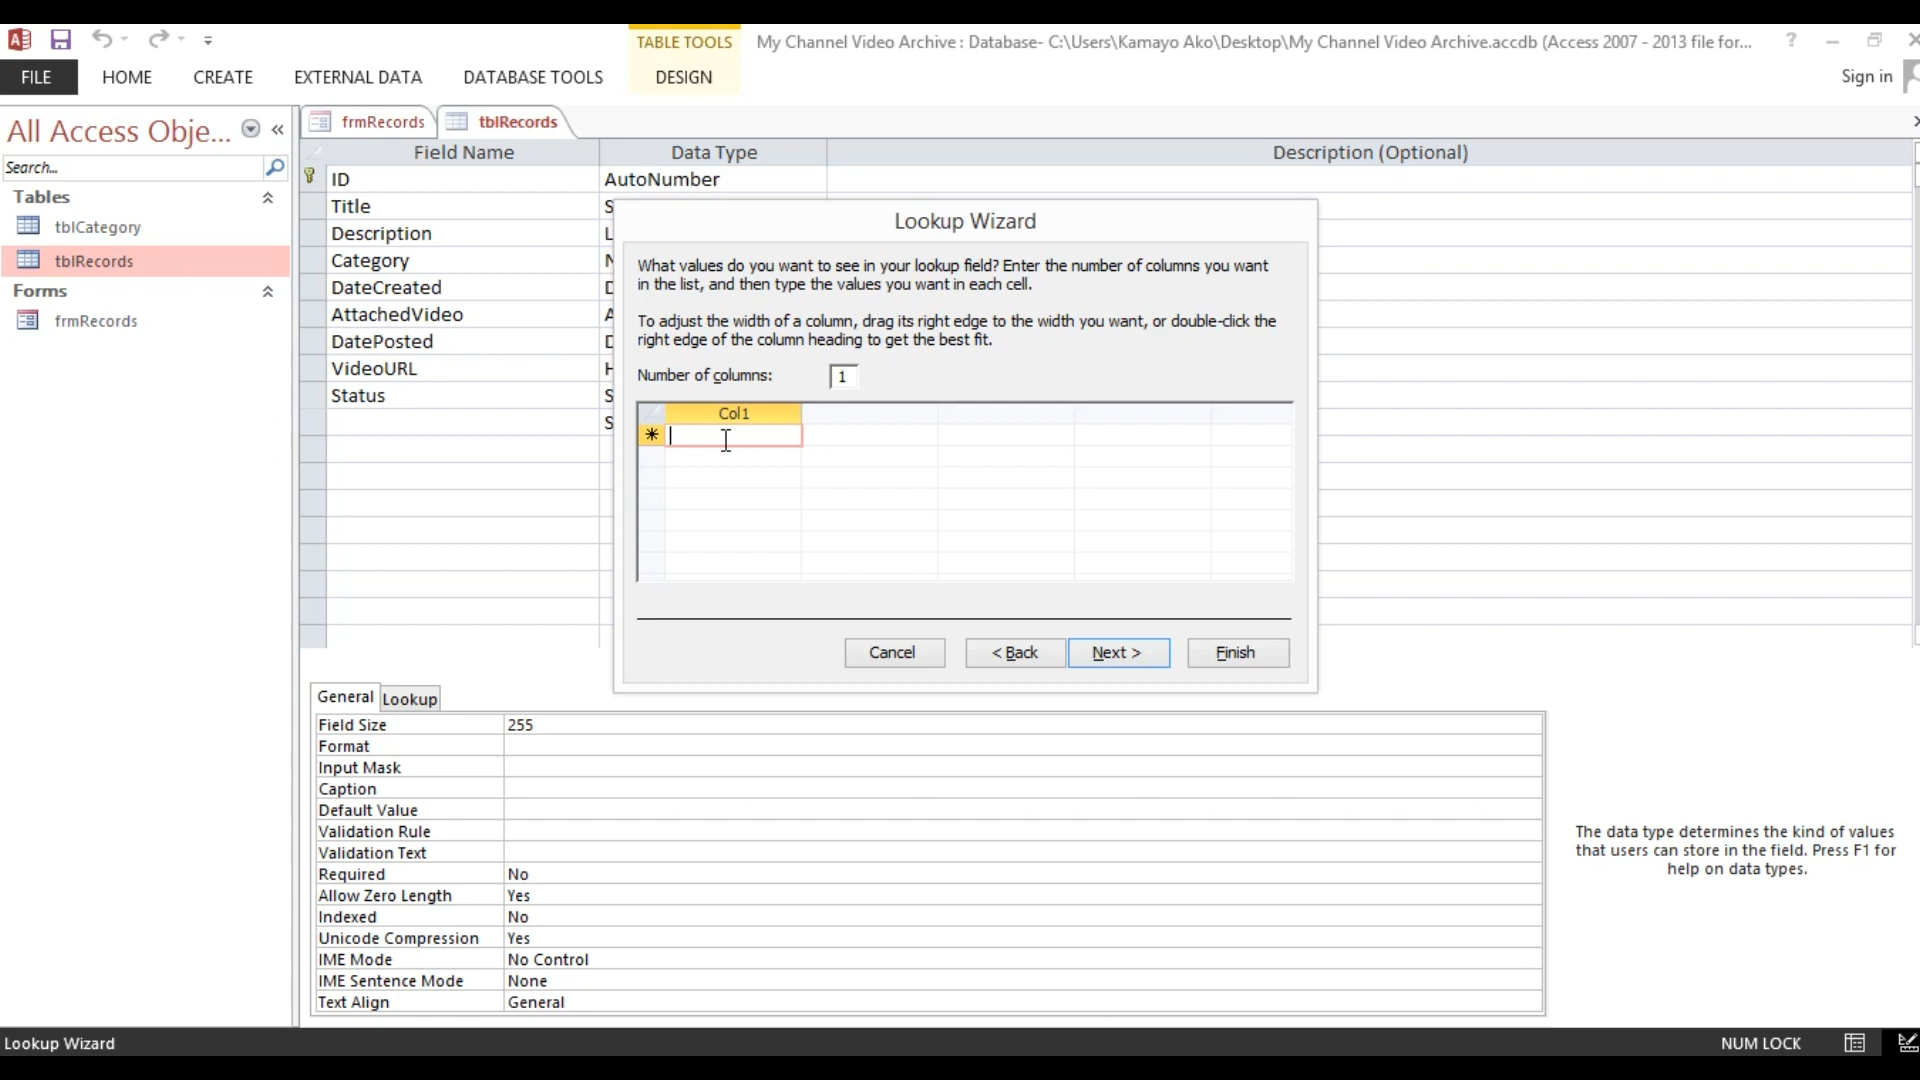 TABLE TOOLS
My Channel Video Archive : Database- C:\Users\Kamayo Ako\Desktop\My Channel Video Archive.accdb (Access 2007 - 2013 file for...
?
FILE
HOME
CREATE
EXTERNAL DATA
DATABASE TOOLS
DESIGN
Sign in
All Access Obje...
Search...
Tables
tblCategory
tblRecords
Forms
frmRecords
frmRecords
tblRecords
Field Name
Data Type
Description (Optional)
ID
AutoNumber
Title
S
Description
L
Category
N
DateCreated
D
AttachedVideo
A
DatePosted
D
VideoURL
H
Status
S
S
Lookup Wizard
What values do you want to see in your lookup field? Enter the number of columns you want
in the list, and then type the values you want in each cell.
To adjust the width of a column, drag its right edge to the width you want, or double-click the
right edge of the column heading to get the best fit.
Number of columns:
1
Col1
Cancel
< Back
Next >
Finish
General
Lookup
Field Size
255
Format
Input Mask
Caption
Default Value
Validation Rule
Validation Text
Required
No
Allow Zero Length
Yes
Indexed
No
Unicode Compression
Yes
IME Mode
No Control
IME Sentence Mode
None
Text Align
General
The data type determines the kind of values
that users can store in the field. Press F1 for
help on data types.
Lookup Wizard
NUM LOCK